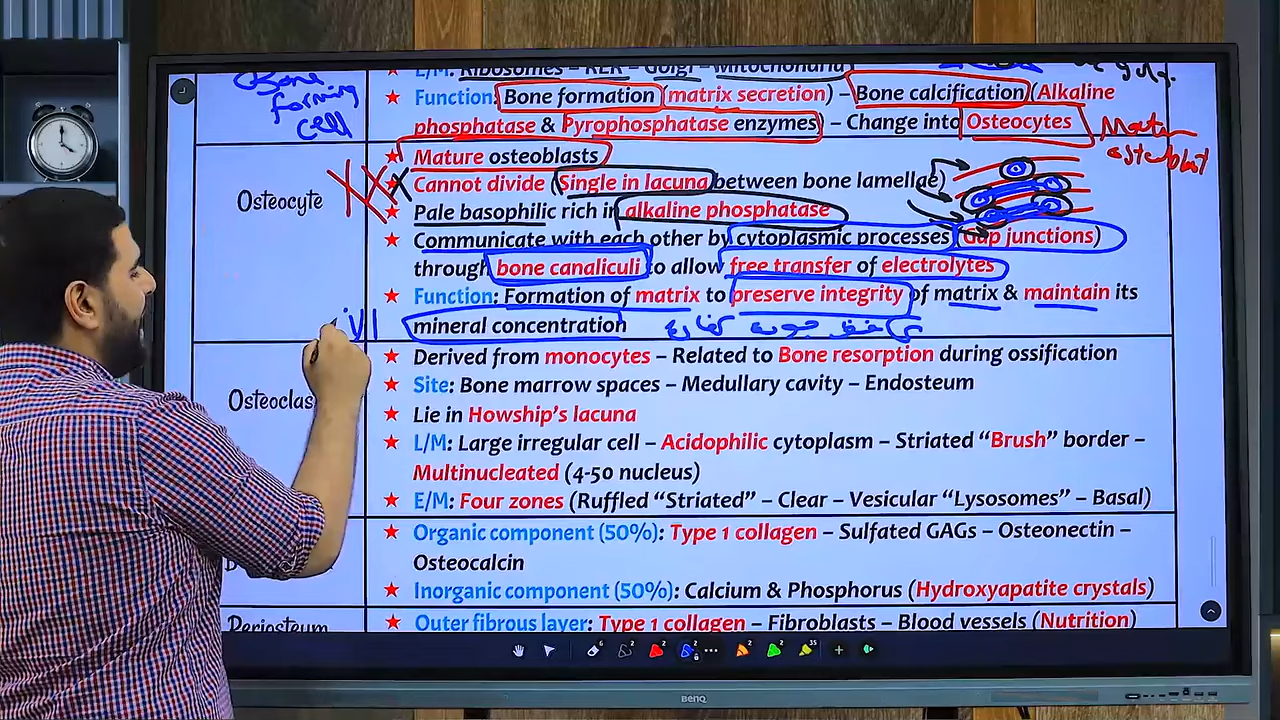 Bone
forming
cell
E/M: Ribosomes – RER – Golgi – Mitochondria
★ Function: Bone formation (matrix secretion) – Bone calcification (Alkaline
phosphatase & Pyrophosphatase enzymes) – Change into Osteocytes
Osteocyte
★ Mature osteoblasts
★ Cannot divide (Single in lacuna between bone lamellae)
★ Pale basophilic rich in alkaline phosphatase
★ Communicate with each other by cytoplasmic processes (Gap junctions)
through bone canaliculi to allow free transfer of electrolytes
★ Function: Formation of matrix to preserve integrity of matrix & maintain its
mineral concentration
Osteoclas
★ Derived from monocytes – Related to Bone resorption during ossification
★ Site: Bone marrow spaces – Medullary cavity – Endosteum
★ Lie in Howship's lacuna
★ L/M: Large irregular cell – Acidophilic cytoplasm – Striated "Brush" border –
Multinucleated (4-50 nucleus)
★ E/M: Four zones (Ruffled "Striated" – Clear – Vesicular "Lysosomes" – Basal)
★ Organic component (50%): Type 1 collagen – Sulfated GAGs – Osteonectin –
Osteocalcin
★ Inorganic component (50%): Calcium & Phosphorus (Hydroxyapatite crystals)
Periosteum
★ Outer fibrous layer: Type 1 collagen – Fibroblasts – Blood vessels (Nutrition)
BenQ